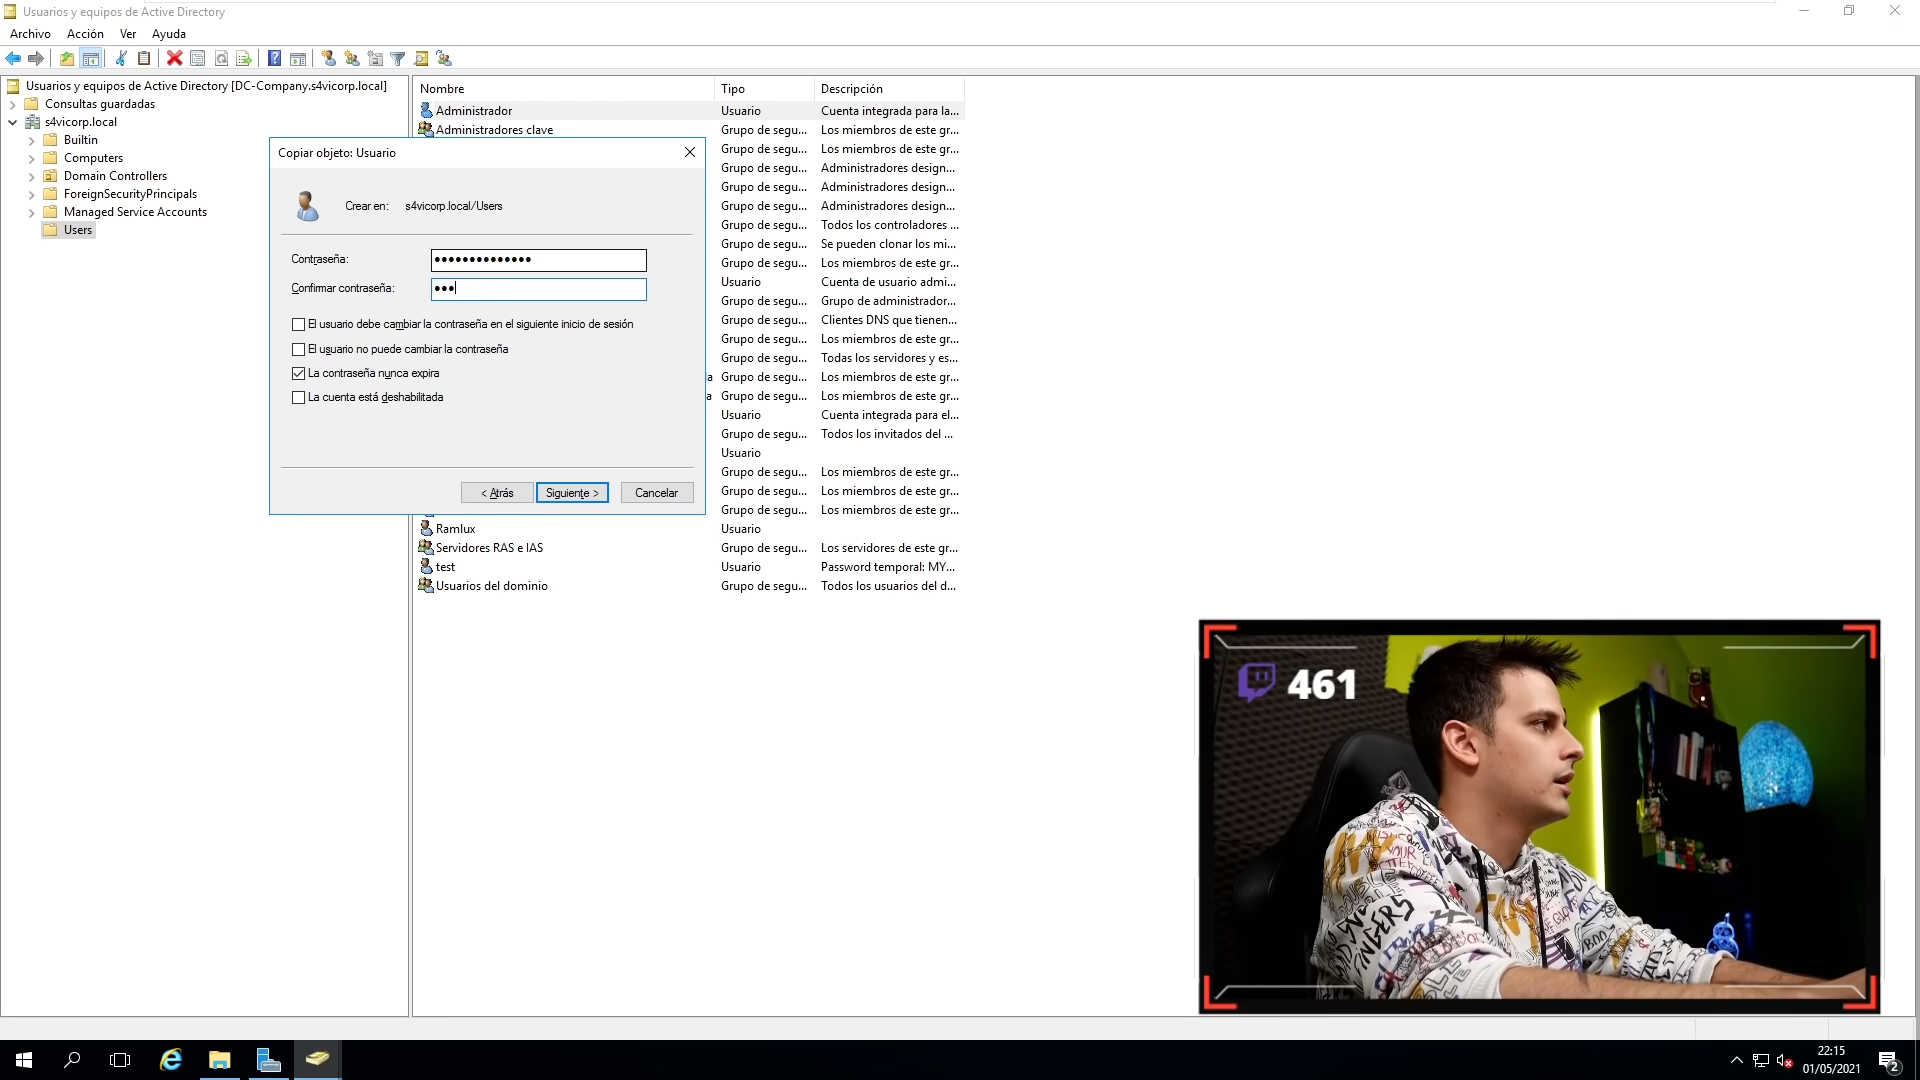 Usuarios y equipos de Active Directory
Archivo Acción Ver Ayuda
Usuarios y equipos de Active Directory [DC-Company.s4vicorp.local]
Consultas guardadas
s4vicorp.local
Builtin
Computers
Domain Controllers
ForeignSecurityPrincipals
Managed Service Accounts
Users
Nombre Tipo Descripción
Administrador Usuario Cuenta integrada para la...
Administradores clave Grupo de segu... Los miembros de este gr...
Grupo de segu... Los miembros de este gr...
Grupo de segu... Administradores design...
Grupo de segu... Administradores design...
Grupo de segu... Administradores design...
Grupo de segu... Todos los controladores ...
Grupo de segu... Se pueden clonar los mi...
Grupo de segu... Los miembros de este gr...
Usuario Cuenta de usuario admi...
Grupo de segu... Grupo de administrador...
Grupo de segu... Clientes DNS que tienen...
Grupo de segu... Los miembros de este gr...
Grupo de segu... Todas los servidores y es...
a Grupo de segu... Los miembros de este gr...
a Grupo de segu... Los miembros de este gr...
Usuario Cuenta integrada para el...
Grupo de segu... Todos los invitados del ...
Usuario
Grupo de segu... Los miembros de este gr...
Grupo de segu... Los miembros de este gr...
Grupo de segu... Los miembros de este gr...
Ramlux Usuario
Servidores RAS e IAS Grupo de segu... Los servidores de este gr...
test Usuario Password temporal: MY...
Usuarios del dominio Grupo de segu... Todos los usuarios del d...
Copiar objeto: Usuario
Crear en: s4vicorp.local/Users
Contraseña: ••••••••••••••
Confirmar contraseña: •••
El usuario debe cambiar la contraseña en el siguiente inicio de sesión
El usuario no puede cambiar la contraseña
La contraseña nunca expira
La cuenta está deshabilitada
< Atrás Siguiente > Cancelar
461
22:15
01/05/2021
2